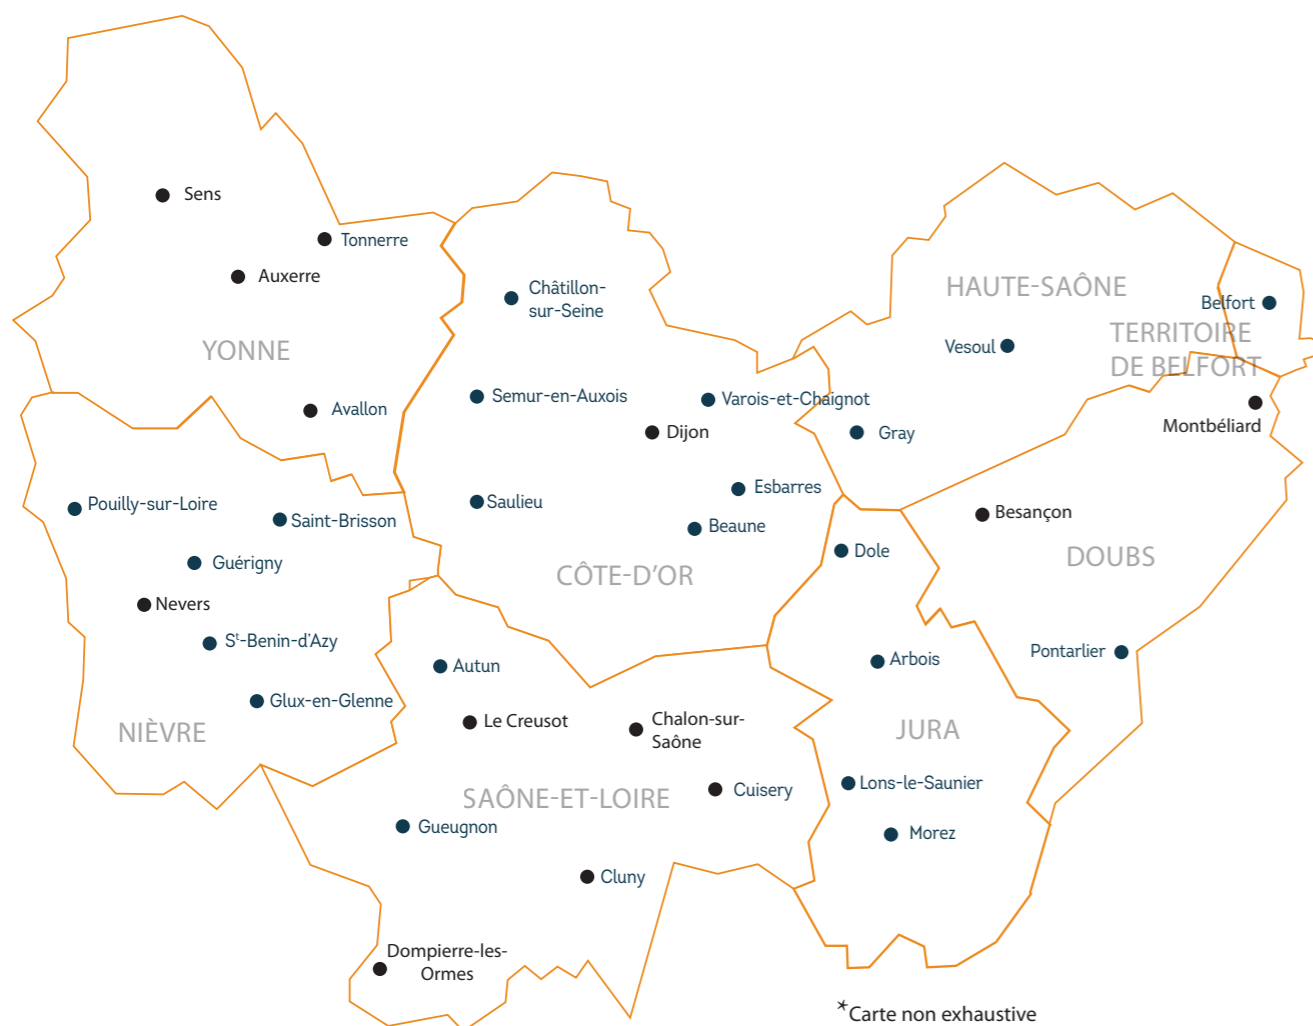 Sens
Tonnerre
Auxerre
YONNE
Avallon
Châtillon-
sur-Seine
Semur-en-Auxois
Varois-et-Chaignot
Dijon
Saulieu
Esbarres
Beaune
CÔTE-D'OR
HAUTE-SAÔNE
Vesoul
Gray
Belfort
TERRITOIRE
DE BELFORT
Montbéliard
Besançon
DOUBS
Pontarlier
Pouilly-sur-Loire
Saint-Brisson
Guérigny
Nevers
St-Benin-d'Azy
Glux-en-Glenne
NIÈVRE
Autun
Le Creusot
Chalon-sur-
Saône
SAÔNE-ET-LOIRE
Cuisery
Gueugnon
Cluny
Dompierre-les-
Ormes
Dole
Arbois
JURA
Lons-le-Saunier
Morez
*Carte non exhaustive